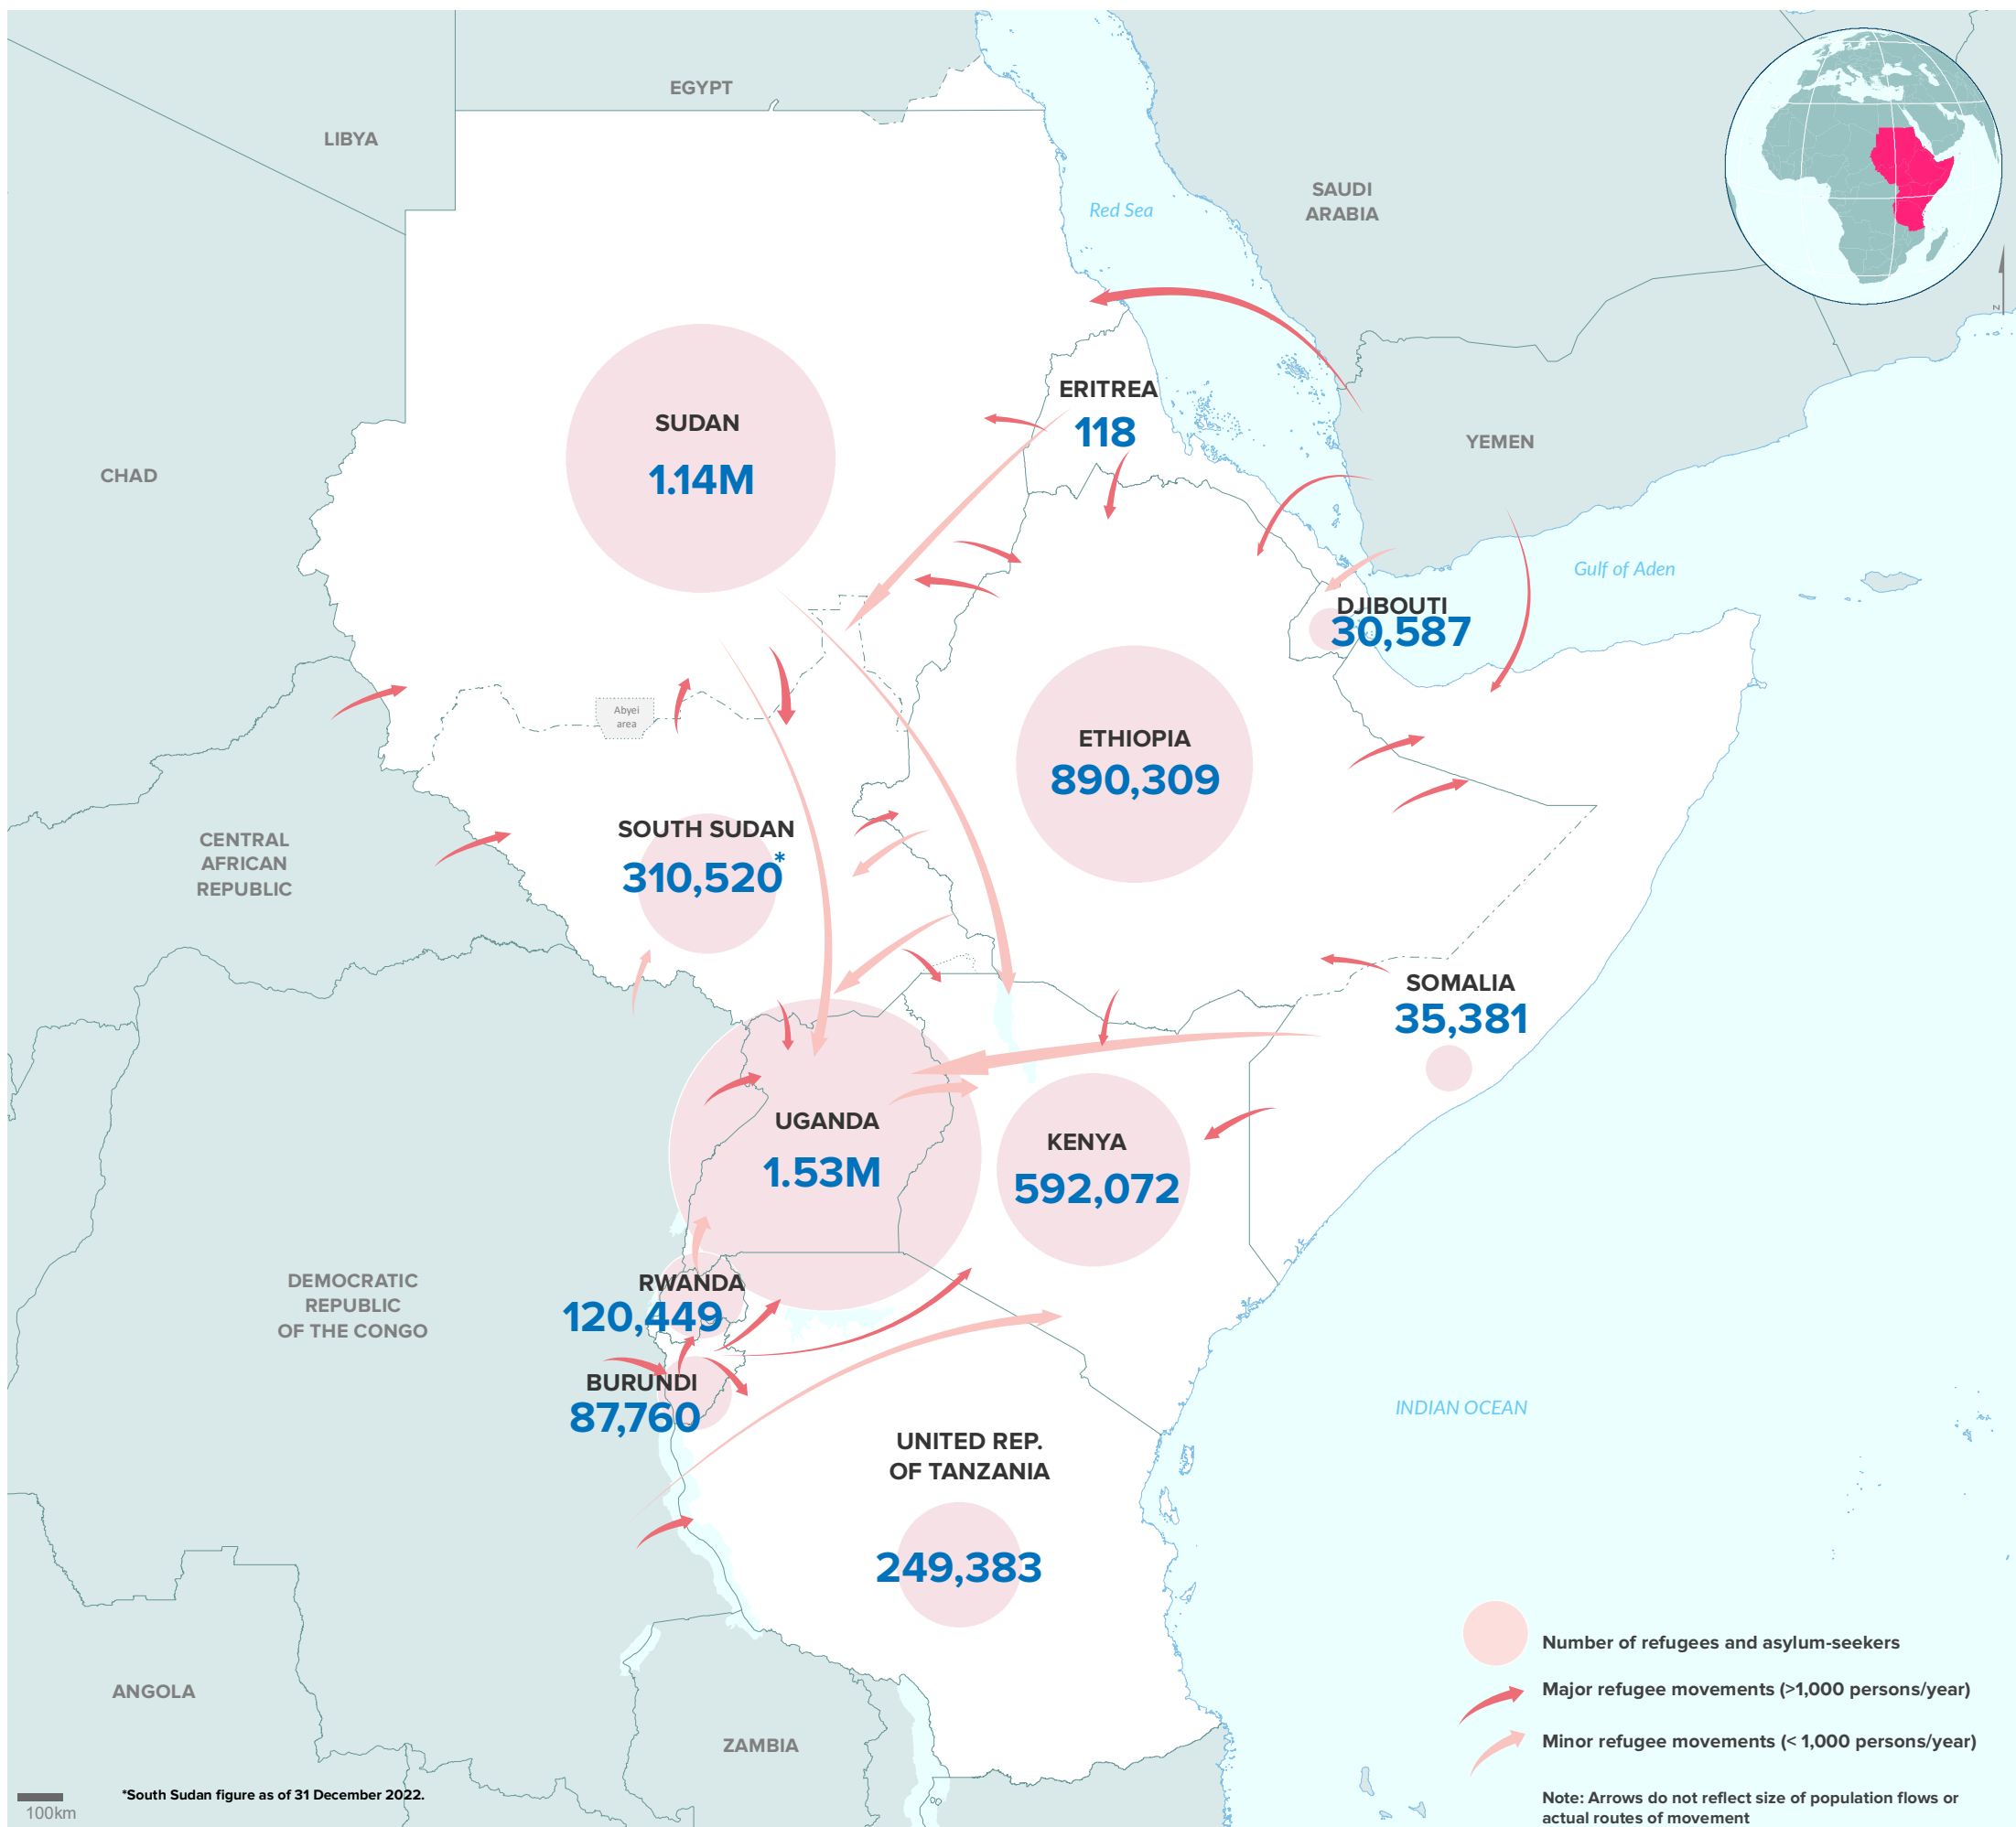 EGYPT
LIBYA
SAUDI
ARABIA
Red Sea
N
ERITREA
118
SUDAN
1.14M
YEMEN
CHAD
Gulf of Aden
DJIBOUTI
30,587
Abyei
area
ETHIOPIA
890,309
SOUTH SUDAN
310,520*
CENTRAL
AFRICAN
REPUBLIC
SOMALIA
35,381
UGANDA
1.53M
KENYA
592,072
DEMOCRATIC
REPUBLIC
OF THE CONGO
RWANDA
120,449
BURUNDI
87,760
INDIAN OCEAN
UNITED REP.
OF TANZANIA
249,383
ANGOLA
ZAMBIA
Number of refugees and asylum-seekers
Major refugee movements (>1,000 persons/year)
Minor refugee movements (< 1,000 persons/year)
Note: Arrows do not reflect size of population flows or
actual routes of movement
*South Sudan figure as of 31 December 2022.
100km